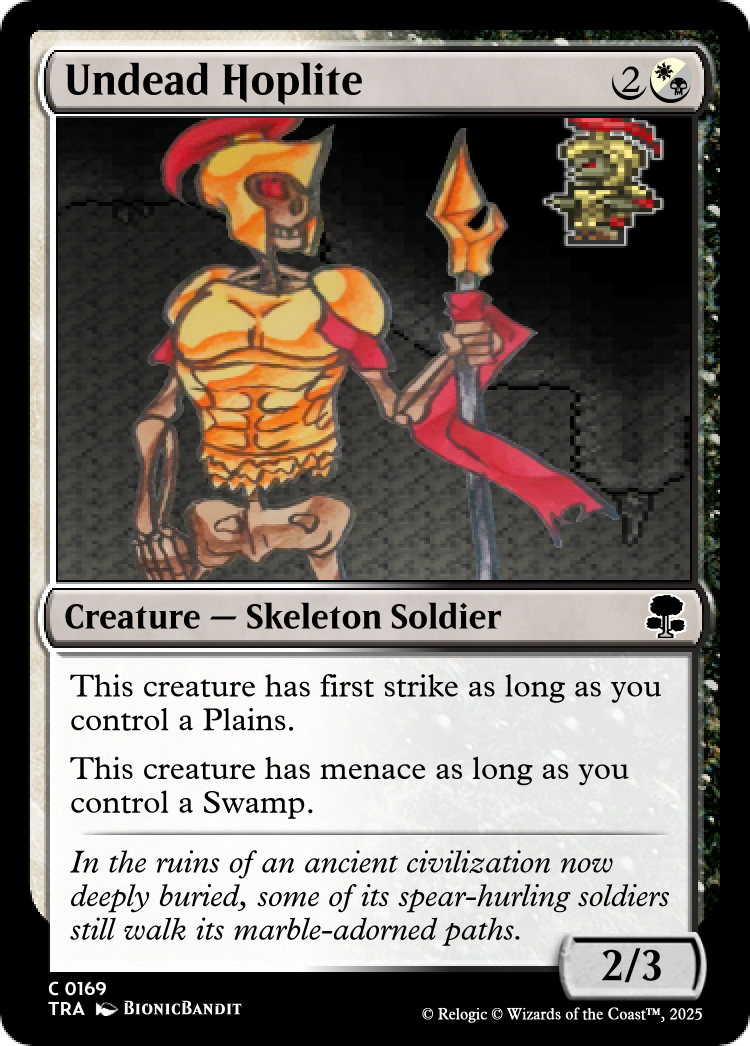 Undead Hoplite 2
Creature — Skeleton Soldier
This creature has first strike as long as you
control a Plains.
This creature has menace as long as you
control a Swamp.
In the ruins of an ancient civilization now
deeply buried, some of its spear-hurling soldiers
still walk its marble-adorned paths.
2/3
C 0169
TRA BionicBandit
© Relogic © Wizards of the Coast™, 2025